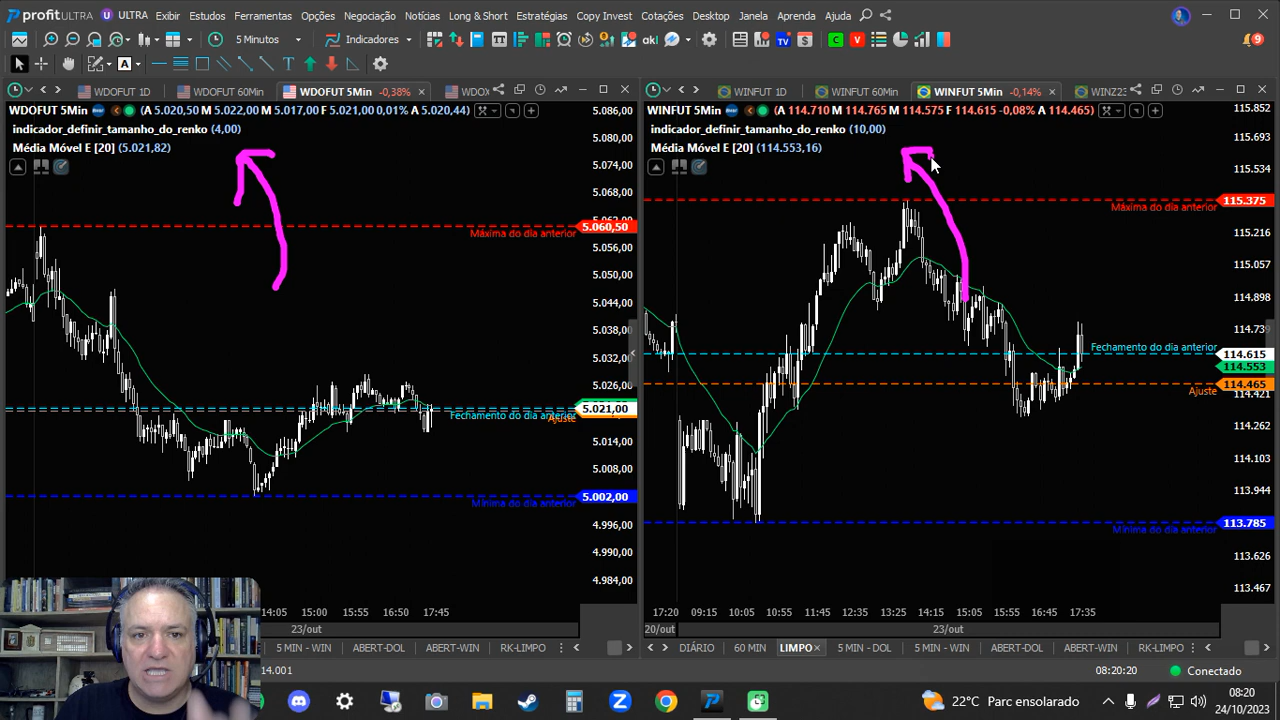 profitULTRA U ULTRA Exibir Estudos Ferramentas Opções Negociação Notícias Long & Short Estratégias Copy Invest Cotações Desktop Janela Aprenda Ajuda
5 Minutos Indicadores TT akl TV $ C V 9
A T
WDOFUT 1D WDOFUT 60Min WDOFUT 5Min -0,38% × WDOX
WDOFUT 5Min (A 5.020,50 M 5.022,00 M 5.017,00 F 5.021,00 0,01% A 5.020,44)
indicador_definir_tamanho_do_renko (4,00)
Média Móvel E [20] (5.021,82)
5.086,00
5.080,00
5.074,00
5.068,00
5.062,00
5.060,50
Máxima do dia anterior
5.056,00
5.050,00
5.044,00
5.038,00
5.032,00
5.026,00
5.021,00
Fechamento do dia anterior
Ajuste
5.014,00
5.008,00
5.002,00
Mínima do dia anterior
4.996,00
4.990,00
4.984,00
14:05 15:00 15:55 16:50 17:45
23/out
5 MIN - WIN ABERT-DOL ABERT-WIN RK-LIMPO
WINFUT 1D WINFUT 60Min WINFUT 5Min -0,14% × WINZ23
WINFUT 5Min (A 114.710 M 114.765 M 114.575 F 114.615 -0,08% A 114.465)
indicador_definir_tamanho_do_renko (10,00)
Média Móvel E [20] (114.553,16)
115.852
115.693
115.534
115.375
Máxima do dia anterior
115.216
115.057
114.898
114.739
Fechamento do dia anterior
114.615
114.553
114.465
Ajuste
114.421
114.262
114.103
113.944
113.785
Mínima do dia anterior
113.626
113.467
17:20 09:15 10:05 10:55 11:45 12:35 13:25 14:15 15:05 15:55 16:45 17:35
20/out 23/out
DIÁRIO 60 MIN LIMPO × 5 MIN - DOL 5 MIN - WIN ABERT-DOL ABERT-WIN RK-LIMPO
14.001 08:20:20 Conectado
22°C Parc ensolarado
08:20
24/10/2023